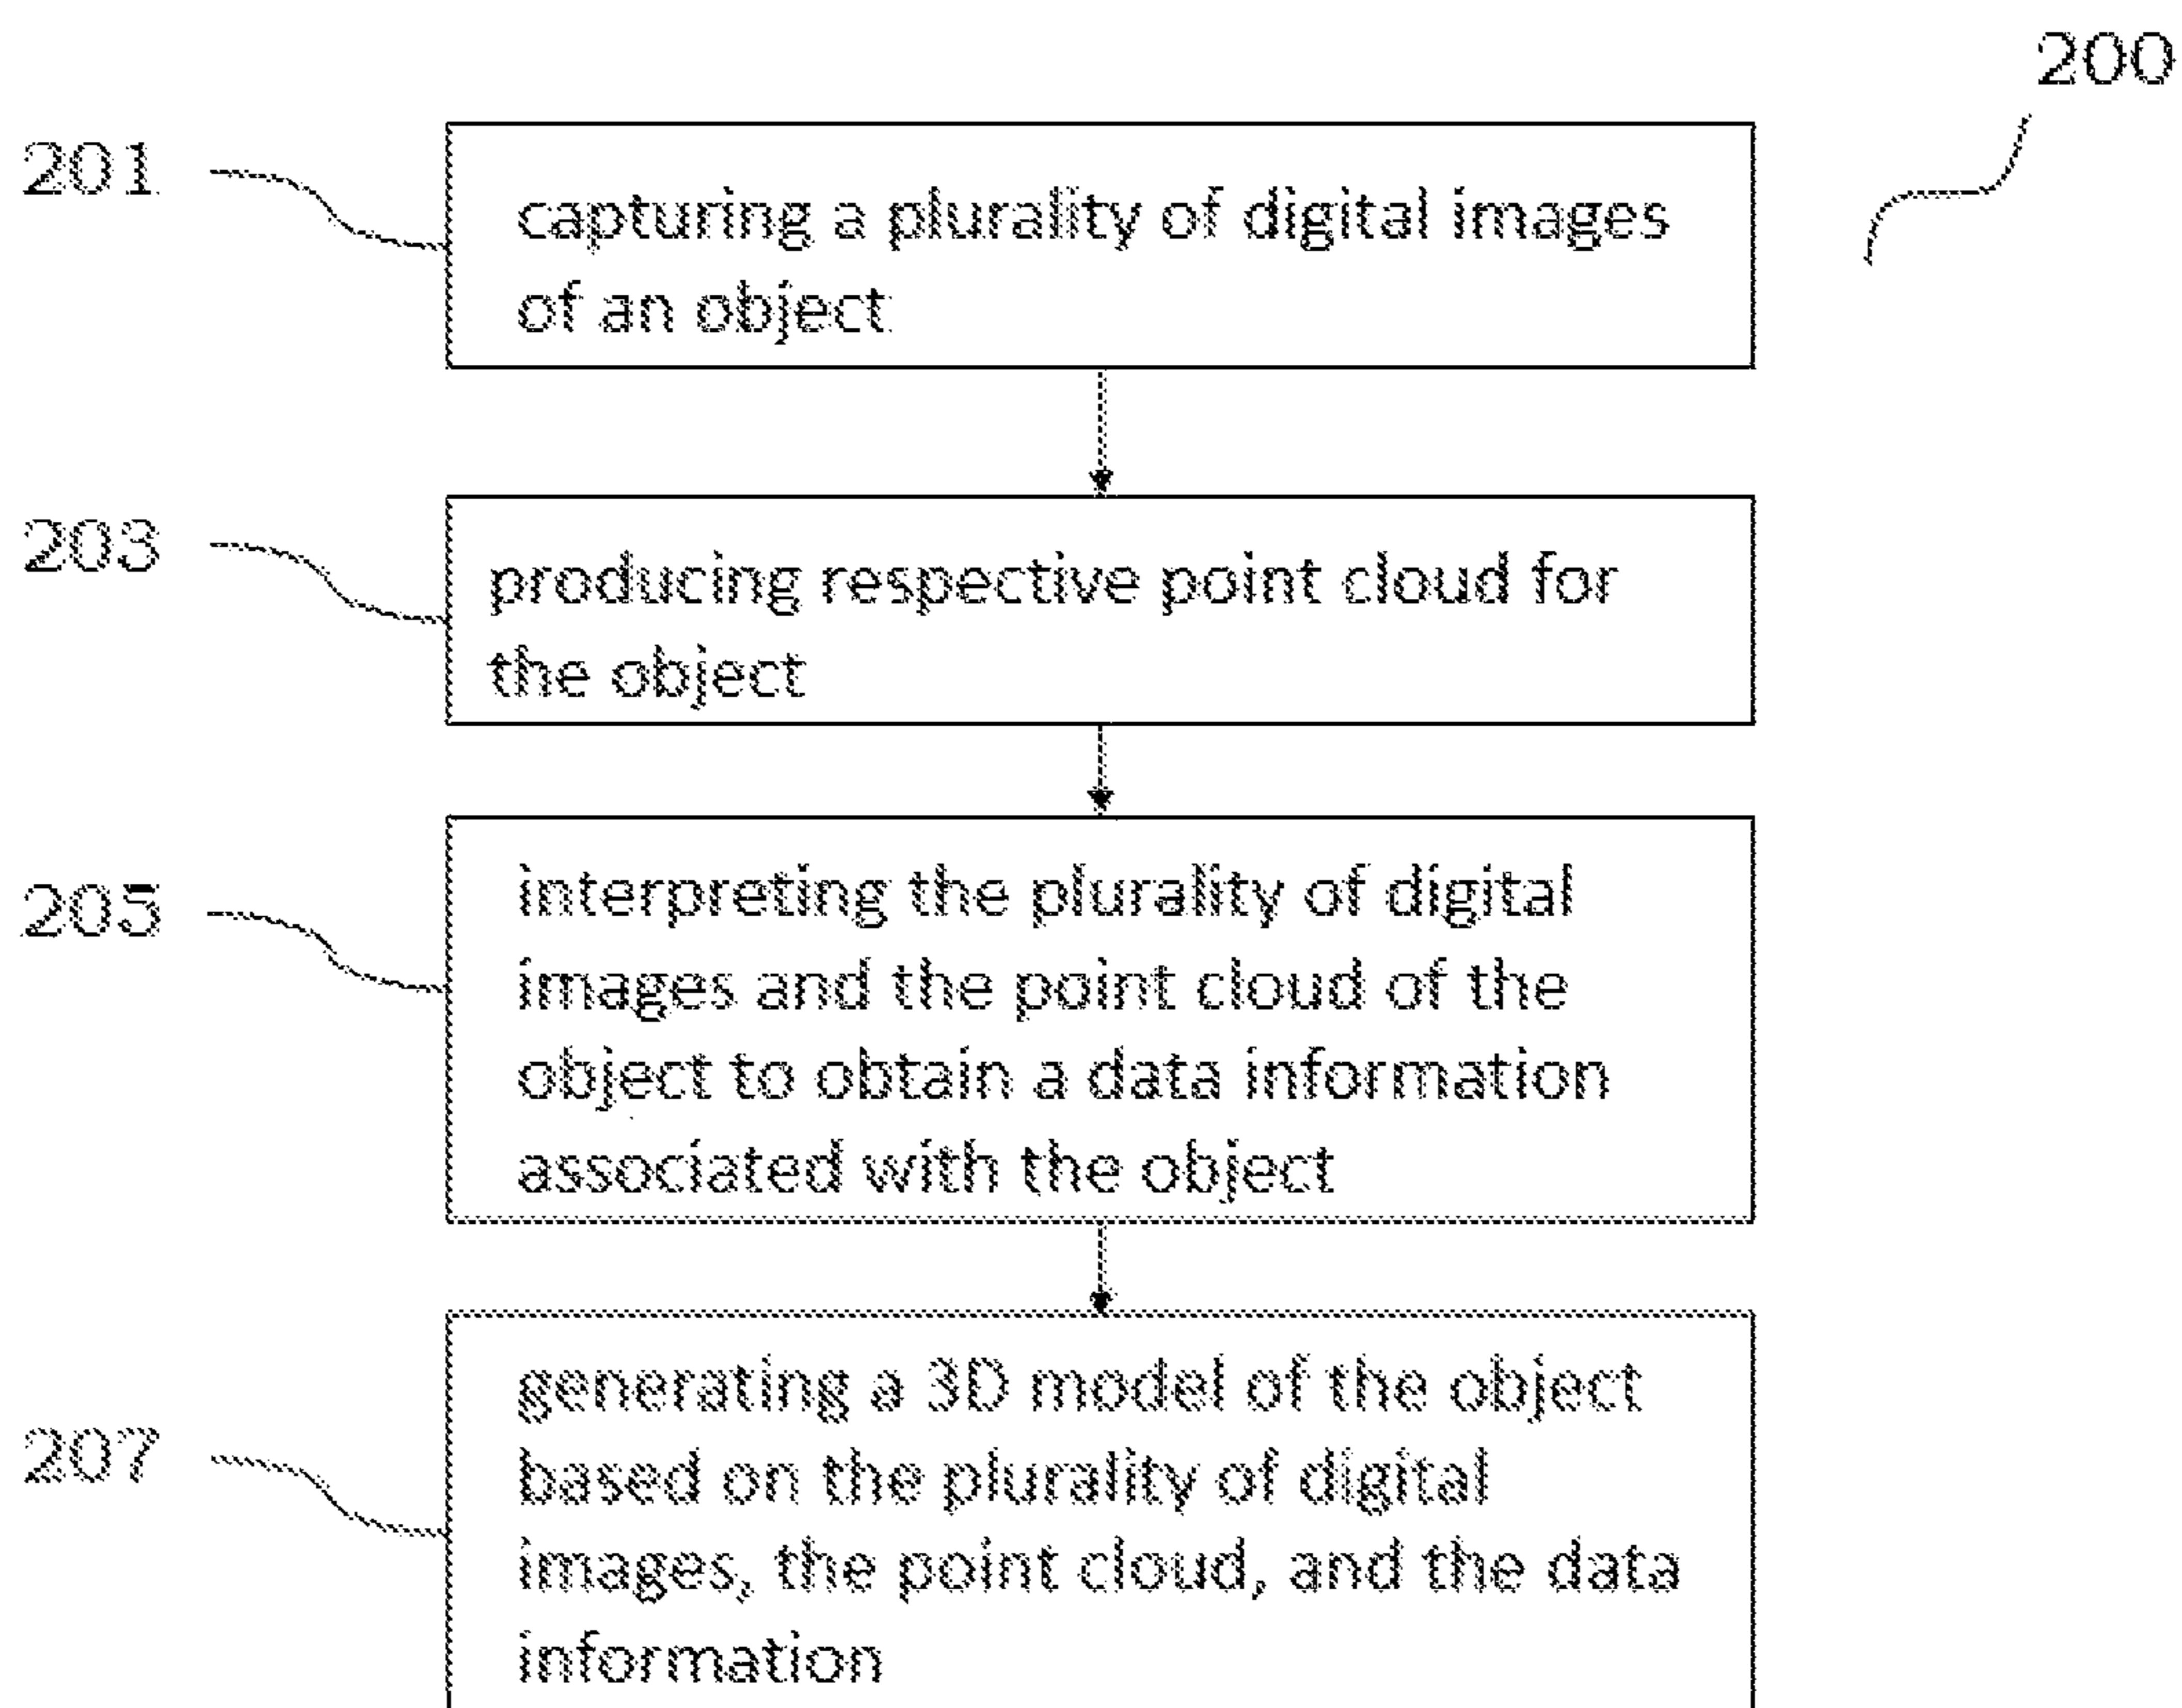 200
201
capturing a plurality of digital images
of an object
203
producing respective point cloud for
the object
205
interpreting the plurality of digital
images and the point cloud of the
object to obtain a data information
associated with the object
207
generating a 3D model of the object
based on the plurality of digital
images, the point cloud, and the data
information